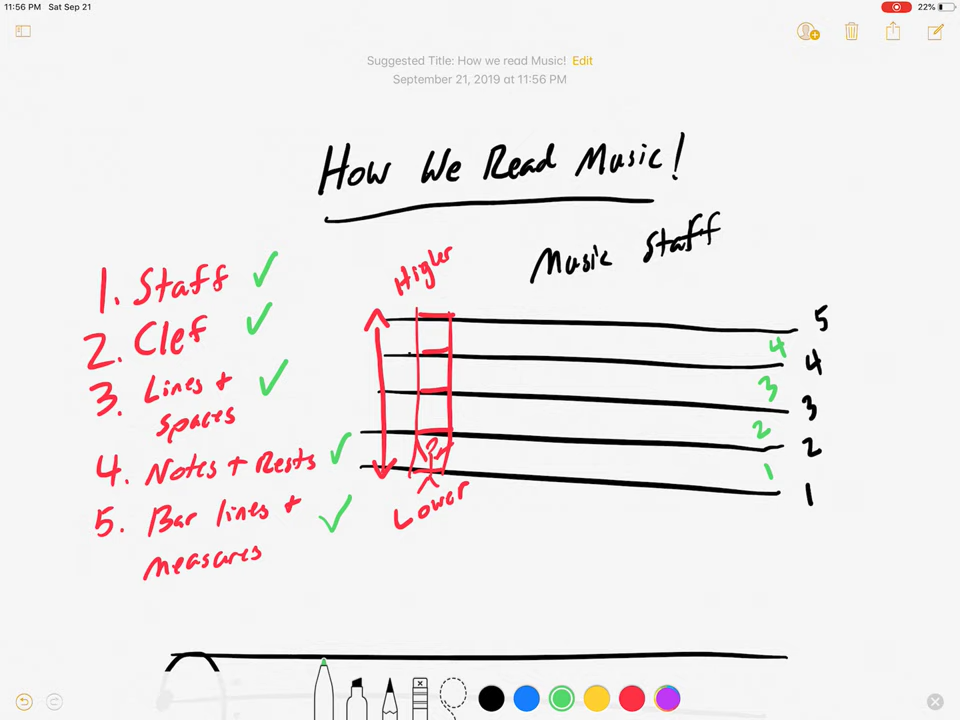 11:56 PM Sat Sep 21
22%
Suggested Title: How we read Music! Edit
September 21, 2019 at 11:56 PM
How We Read Music!
Music Staff
Higher
1. Staff ✓
2. Clef ✓
3. Lines +
spaces ✓
4. Notes + Rests ✓
5. Bar lines +
measures ✓
5
4
4
3
3
2
2
1
1
Lower